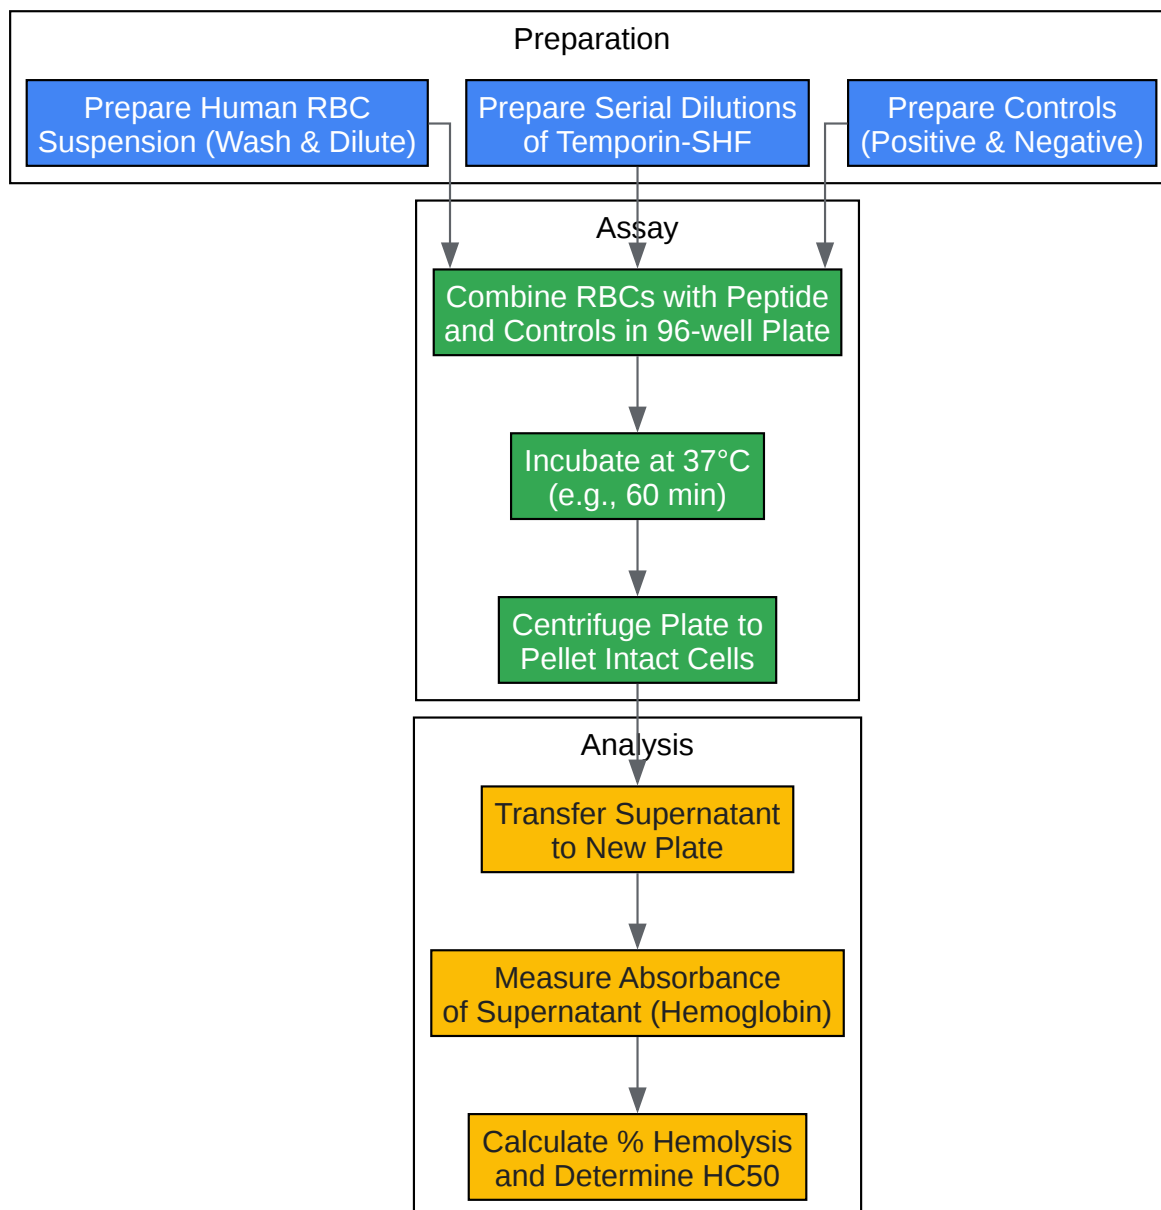 Preparation
Prepare Human RBC
Suspension (Wash & Dilute)
Prepare Serial Dilutions
of Temporin-SHF
Prepare Controls
(Positive & Negative)
Assay
Combine RBCs with Peptide
and Controls in 96-well Plate
Incubate at 37°C
(e.g., 60 min)
Centrifuge Plate to
Pellet Intact Cells
Analysis
Transfer Supernatant
to New Plate
Measure Absorbance
of Supernatant (Hemoglobin)
Calculate % Hemolysis
and Determine HC50